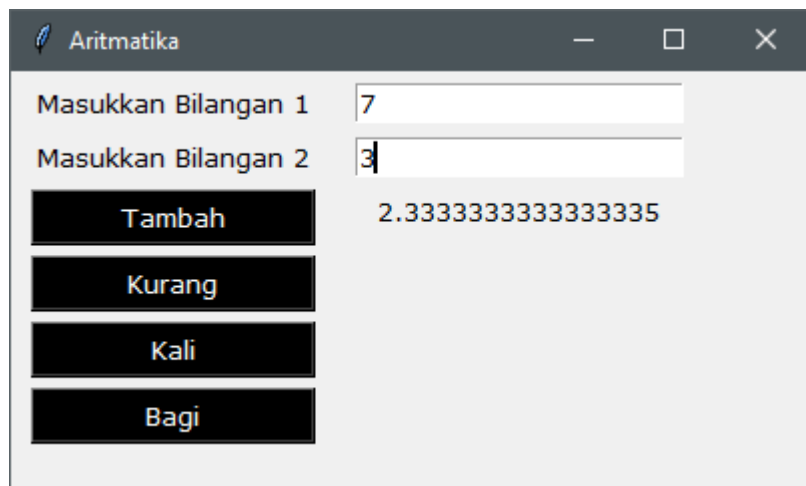 Aritmatika
Masukkan Bilangan 1 7
Masukkan Bilangan 2 3
Tambah 2.3333333333333335
Kurang
Kali
Bagi